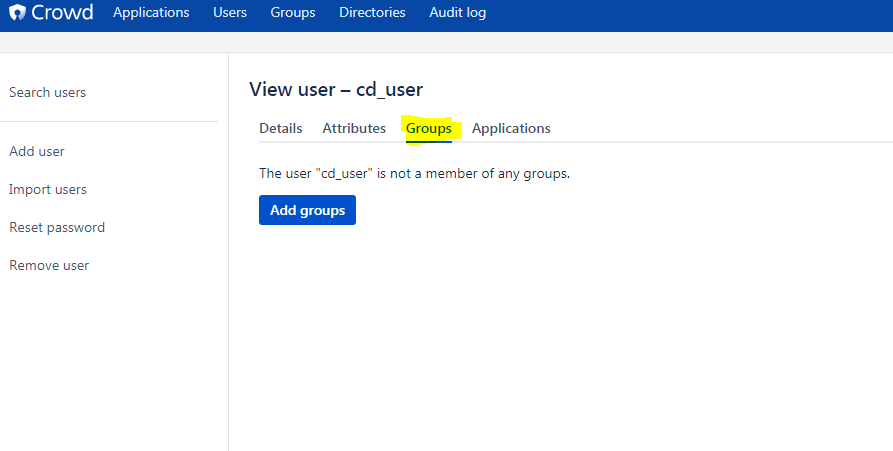 Crowd Applications Users Groups Directories Audit log
Search users
Add user
Import users
Reset password
Remove user
View user – cd_user
Details Attributes Groups Applications
The user "cd_user" is not a member of any groups.
Add groups